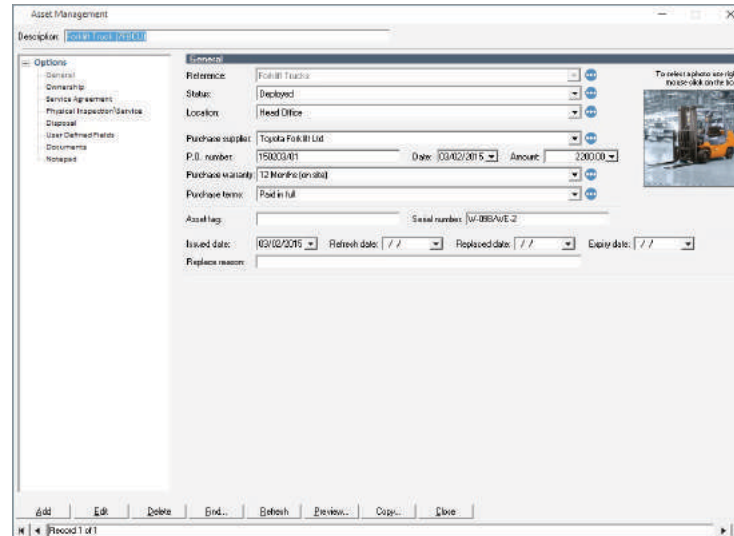 Asset Management
Description: Forklift Truck
Options
General
Ownership
Service Agreement
Physical Inspection/Service
Disposal
User Defined Fields
Documents
Notepad
General
Reference: Forklift Trucks
Status: Deployed
Location: Head Office
Purchase supplier: Toyota Forklift Ltd
P.O. number: 150203/01 Date: 03/02/2015 Amount: 2200.00
Purchase warranty: 12 Months (on site)
Purchase terms: Paid in full
Asset tag: Serial number:
Issued date: 03/02/2015 Refresh date: / / Replaced date: / / Expiry date: / /
Replace reason:
To select a photo use righ
mouse click on the bo
Add Edit Delete Find... Refresh Preview... Copy... Close
Record 1 of 1